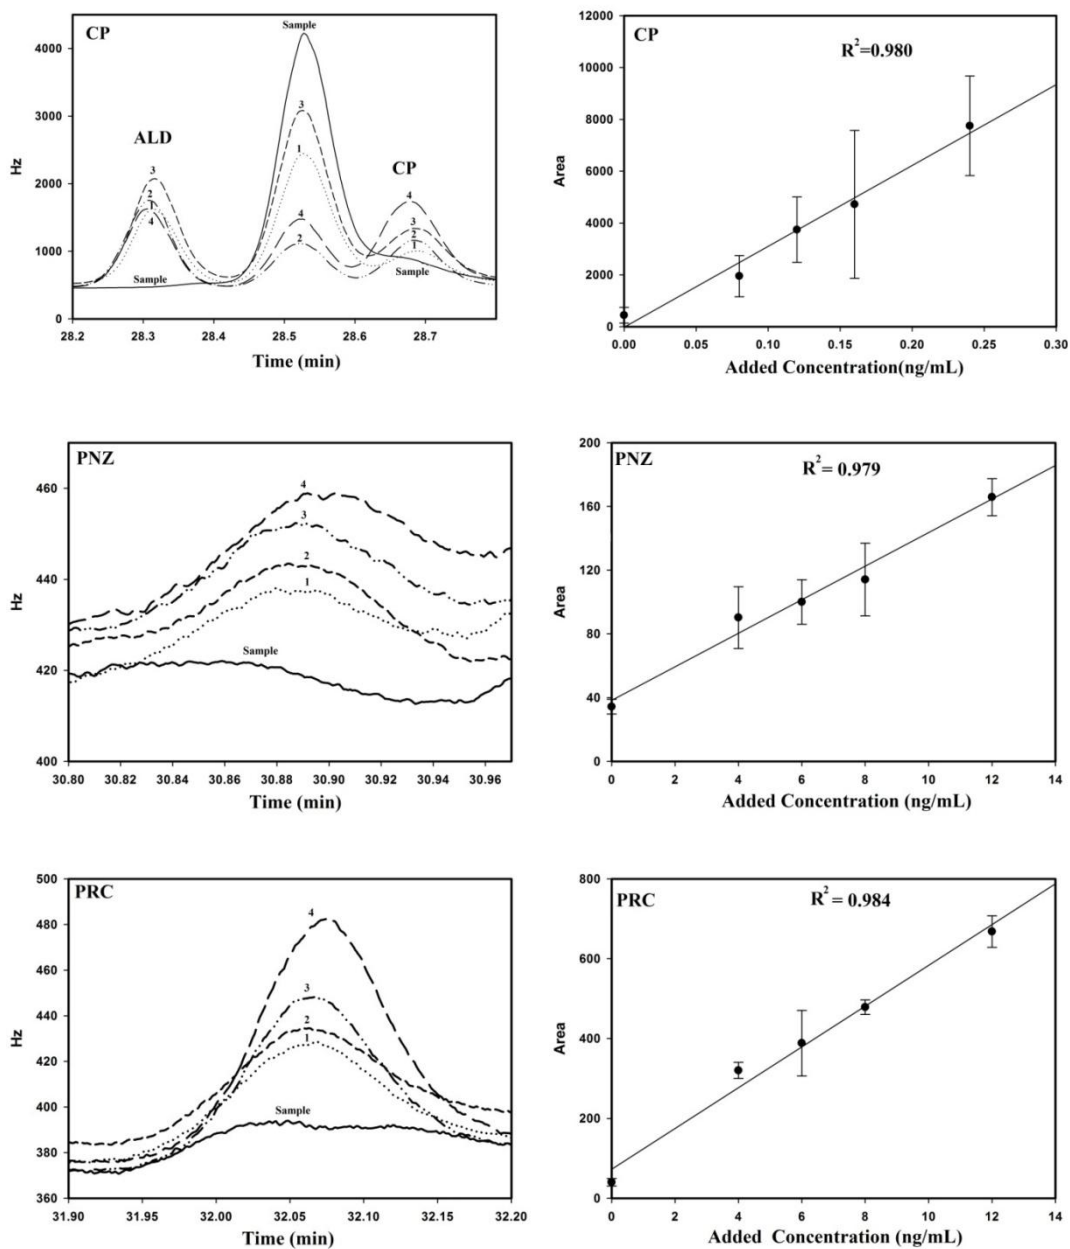 CP
Sample
4000
3
3000
1
ALD
CP
Hz
3
2000
4
2
1
4
3
2
1
4
2
1000
Sample
Sample
0
28.2 28.3 28.4 28.5 28.6 28.7
Time (min)
12000
CP
R²=0.980
10000
8000
Area
6000
4000
2000
0
0.00 0.05 0.10 0.15 0.20 0.25 0.30
Added Concentration(ng/mL)
PNZ
460
4
3
440
2
1
Hz
Sample
420
400
30.80 30.82 30.84 30.86 30.88 30.90 30.92 30.94 30.96
Time (min)
200
PNZ
R²= 0.979
160
120
Area
80
40
0
0 2 4 6 8 10 12 14
Added Concentration (ng/mL)
500
PRC
4
480
460
3
440
2
1
Hz
420
400
Sample
380
360
31.90 31.95 32.00 32.05 32.10 32.15 32.20
Time (min)
800
PRC
R²= 0.984
600
Area
400
200
0
0 2 4 6 8 10 12 14
Added Concentration (ng/mL)